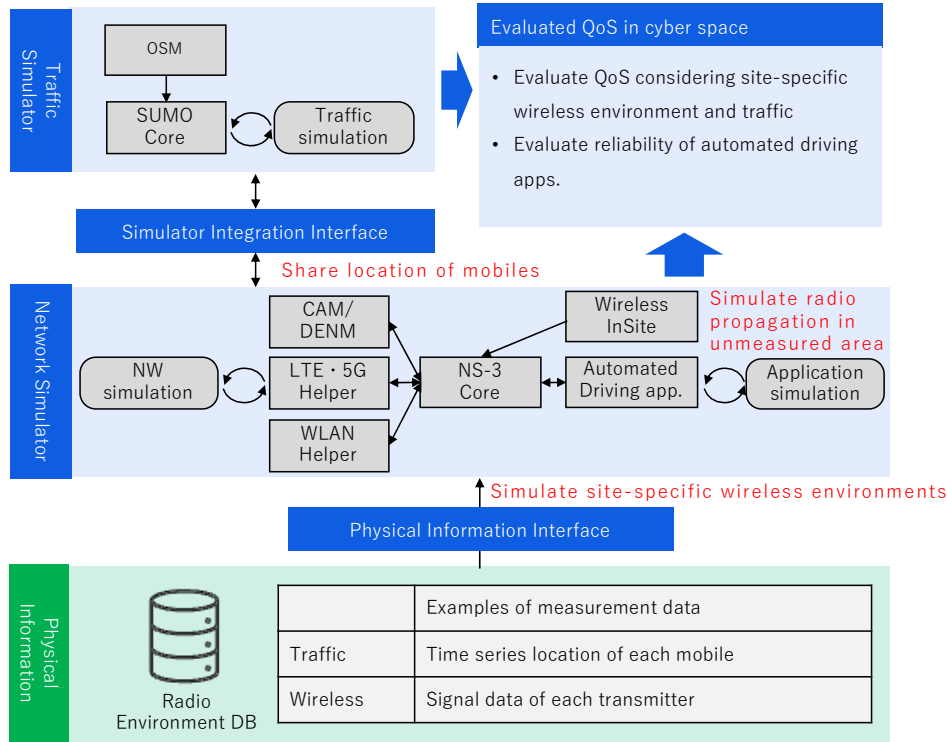 Traffic
Simulator
OSM
SUMO
Core
Traffic
simulation
Evaluated QoS in cyber space
• Evaluate QoS considering site-specific
wireless environment and traffic
• Evaluate reliability of automated driving
apps.
Simulator Integration Interface
Share location of mobiles
Network Simulator
NW
simulation
CAM/
DENM
LTE・5G
Helper
WLAN
Helper
NS-3
Core
Wireless
InSite
Automated
Driving app.
Simulate radio
propagation in
unmeasured area
Application
simulation
Simulate site-specific wireless environments
Physical Information Interface
Physical
Information
Radio
Environment DB
Examples of measurement data
Traffic
Time series location of each mobile
Wireless
Signal data of each transmitter